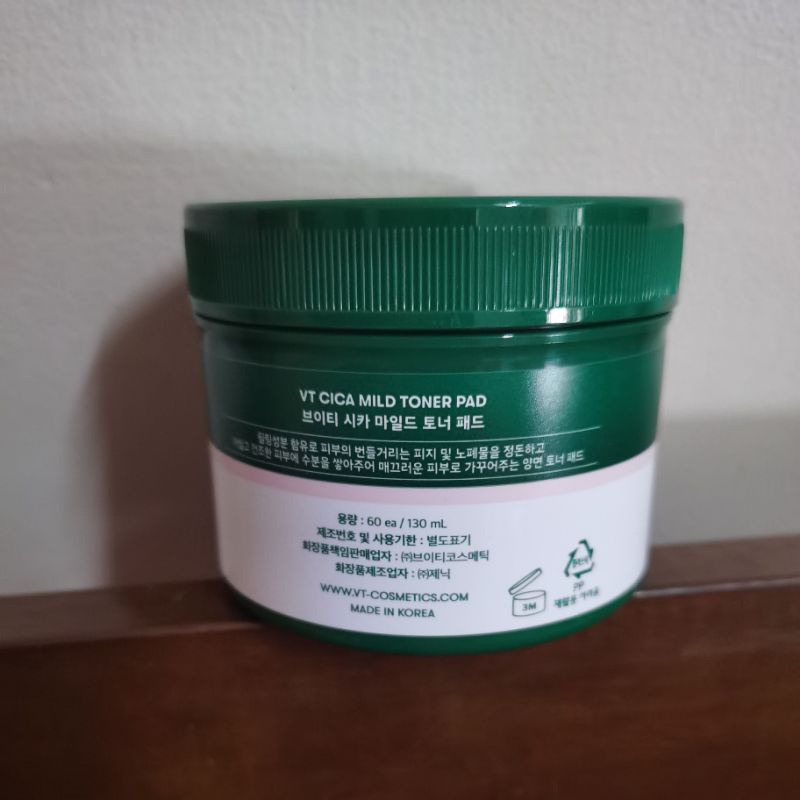 VT CICA MILD TONER PAD
브이티 시카 마일드 토너 패드
힐링성분 함유로 피부의 번들거리는 피지 및 노폐물을 정돈하고
건조한 피부에 수분을 쌓아주어 매끄러운 피부로 가꾸어주는 양면 토너 패드
용량 : 60 ea / 130 mL
제조번호 및 사용기한 : 별도표기
화장품책임판매업자 : ㈜브이티코스메틱
화장품제조업자 : ㈜제닉
WWW.VT-COSMETICS.COM
MADE IN KOREA
3M
PP